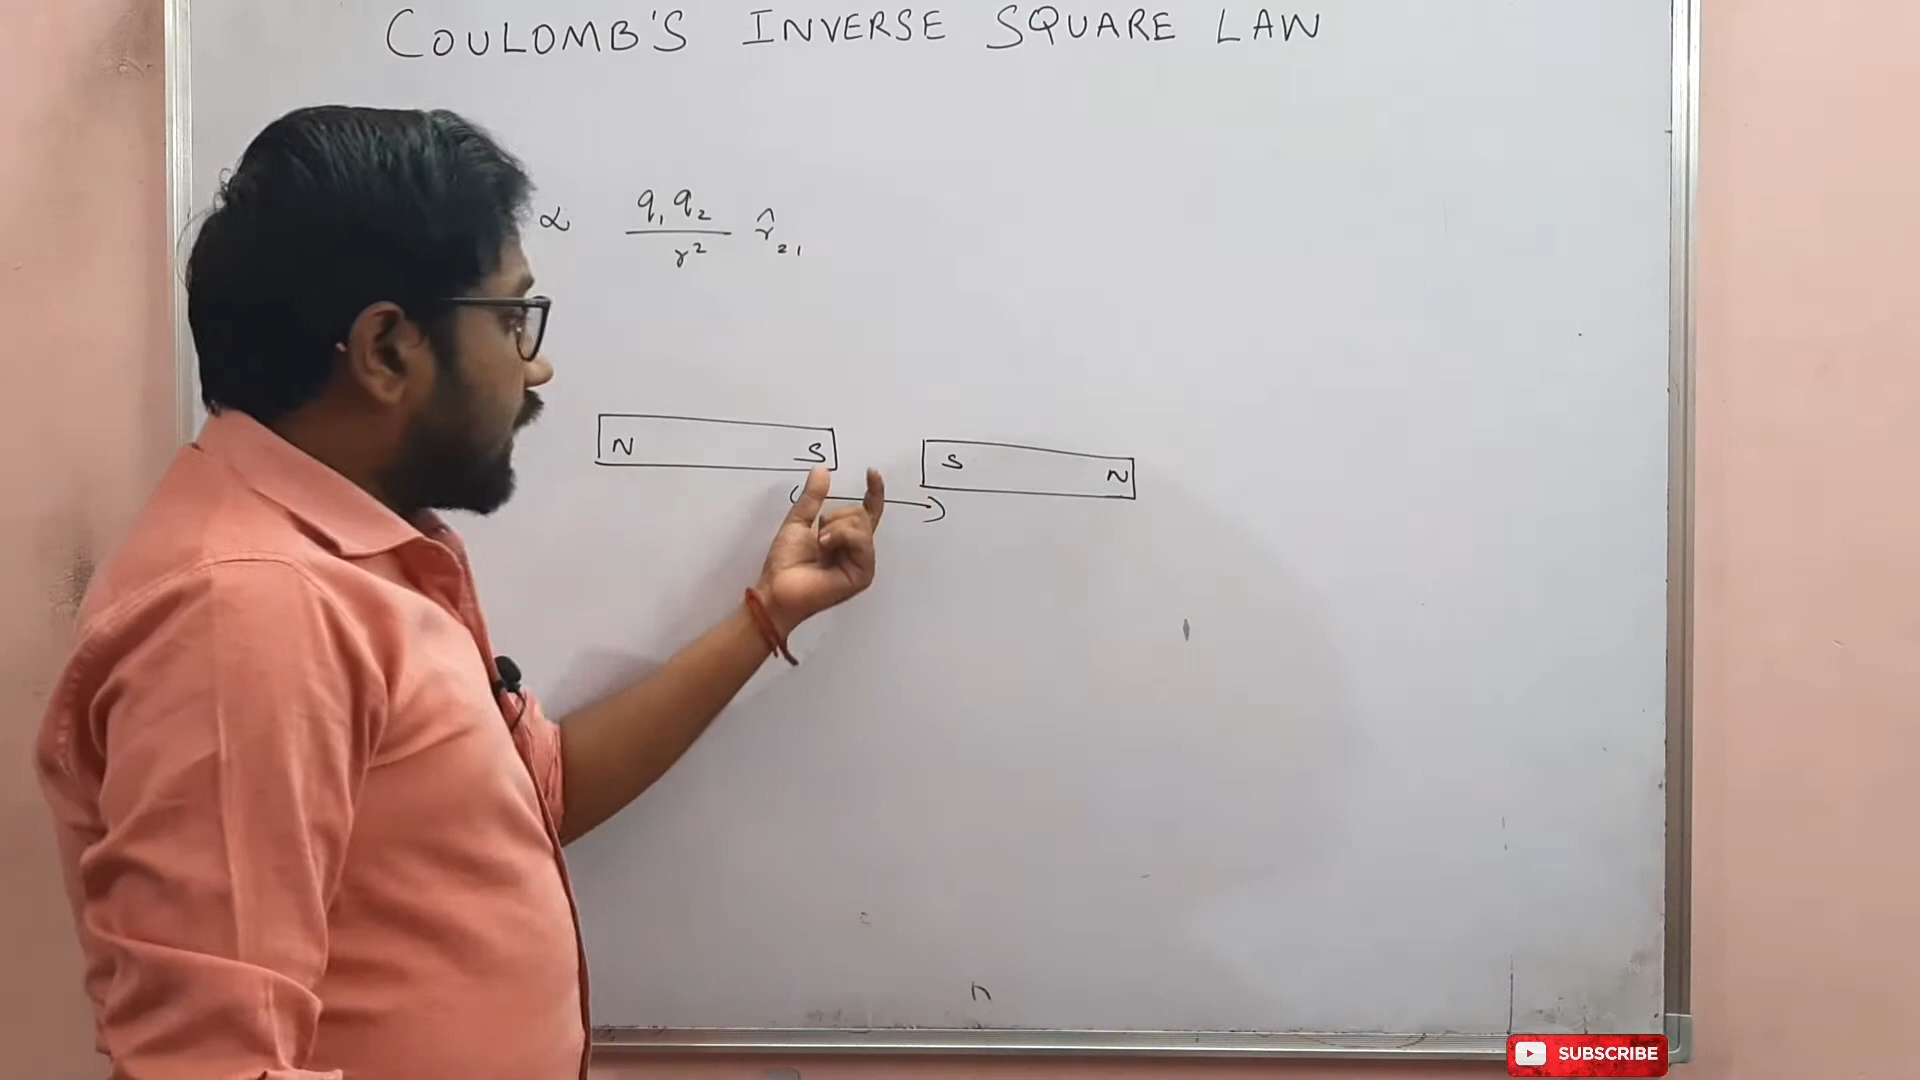 COULOMB'S INVERSE SQUARE LAW
∝ q₁q₂/r² r̂₂₁
N S S N
n
SUBSCRIBE